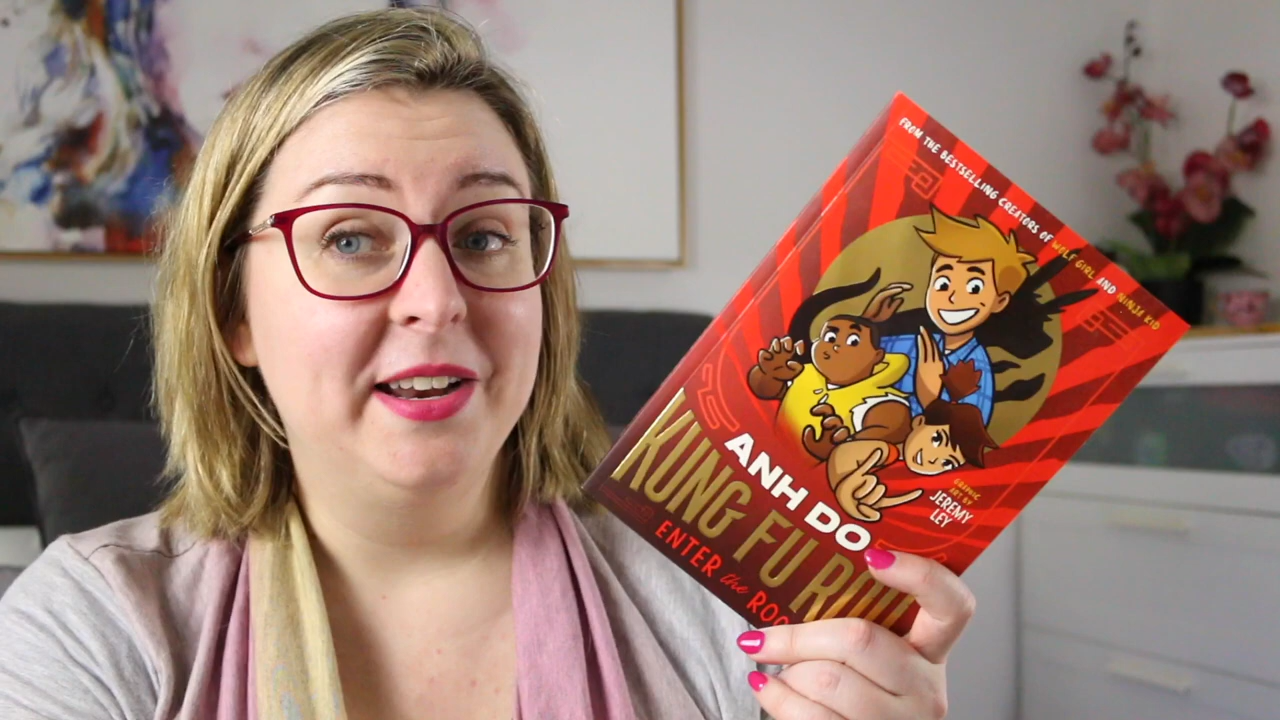 FROM THE BESTSELLING CREATORS OF WOLF GIRL AND NINJA KID
ANH DO
GRAPHIC
ART BY
JEREMY
LEY
KUNG FU
ENTER the